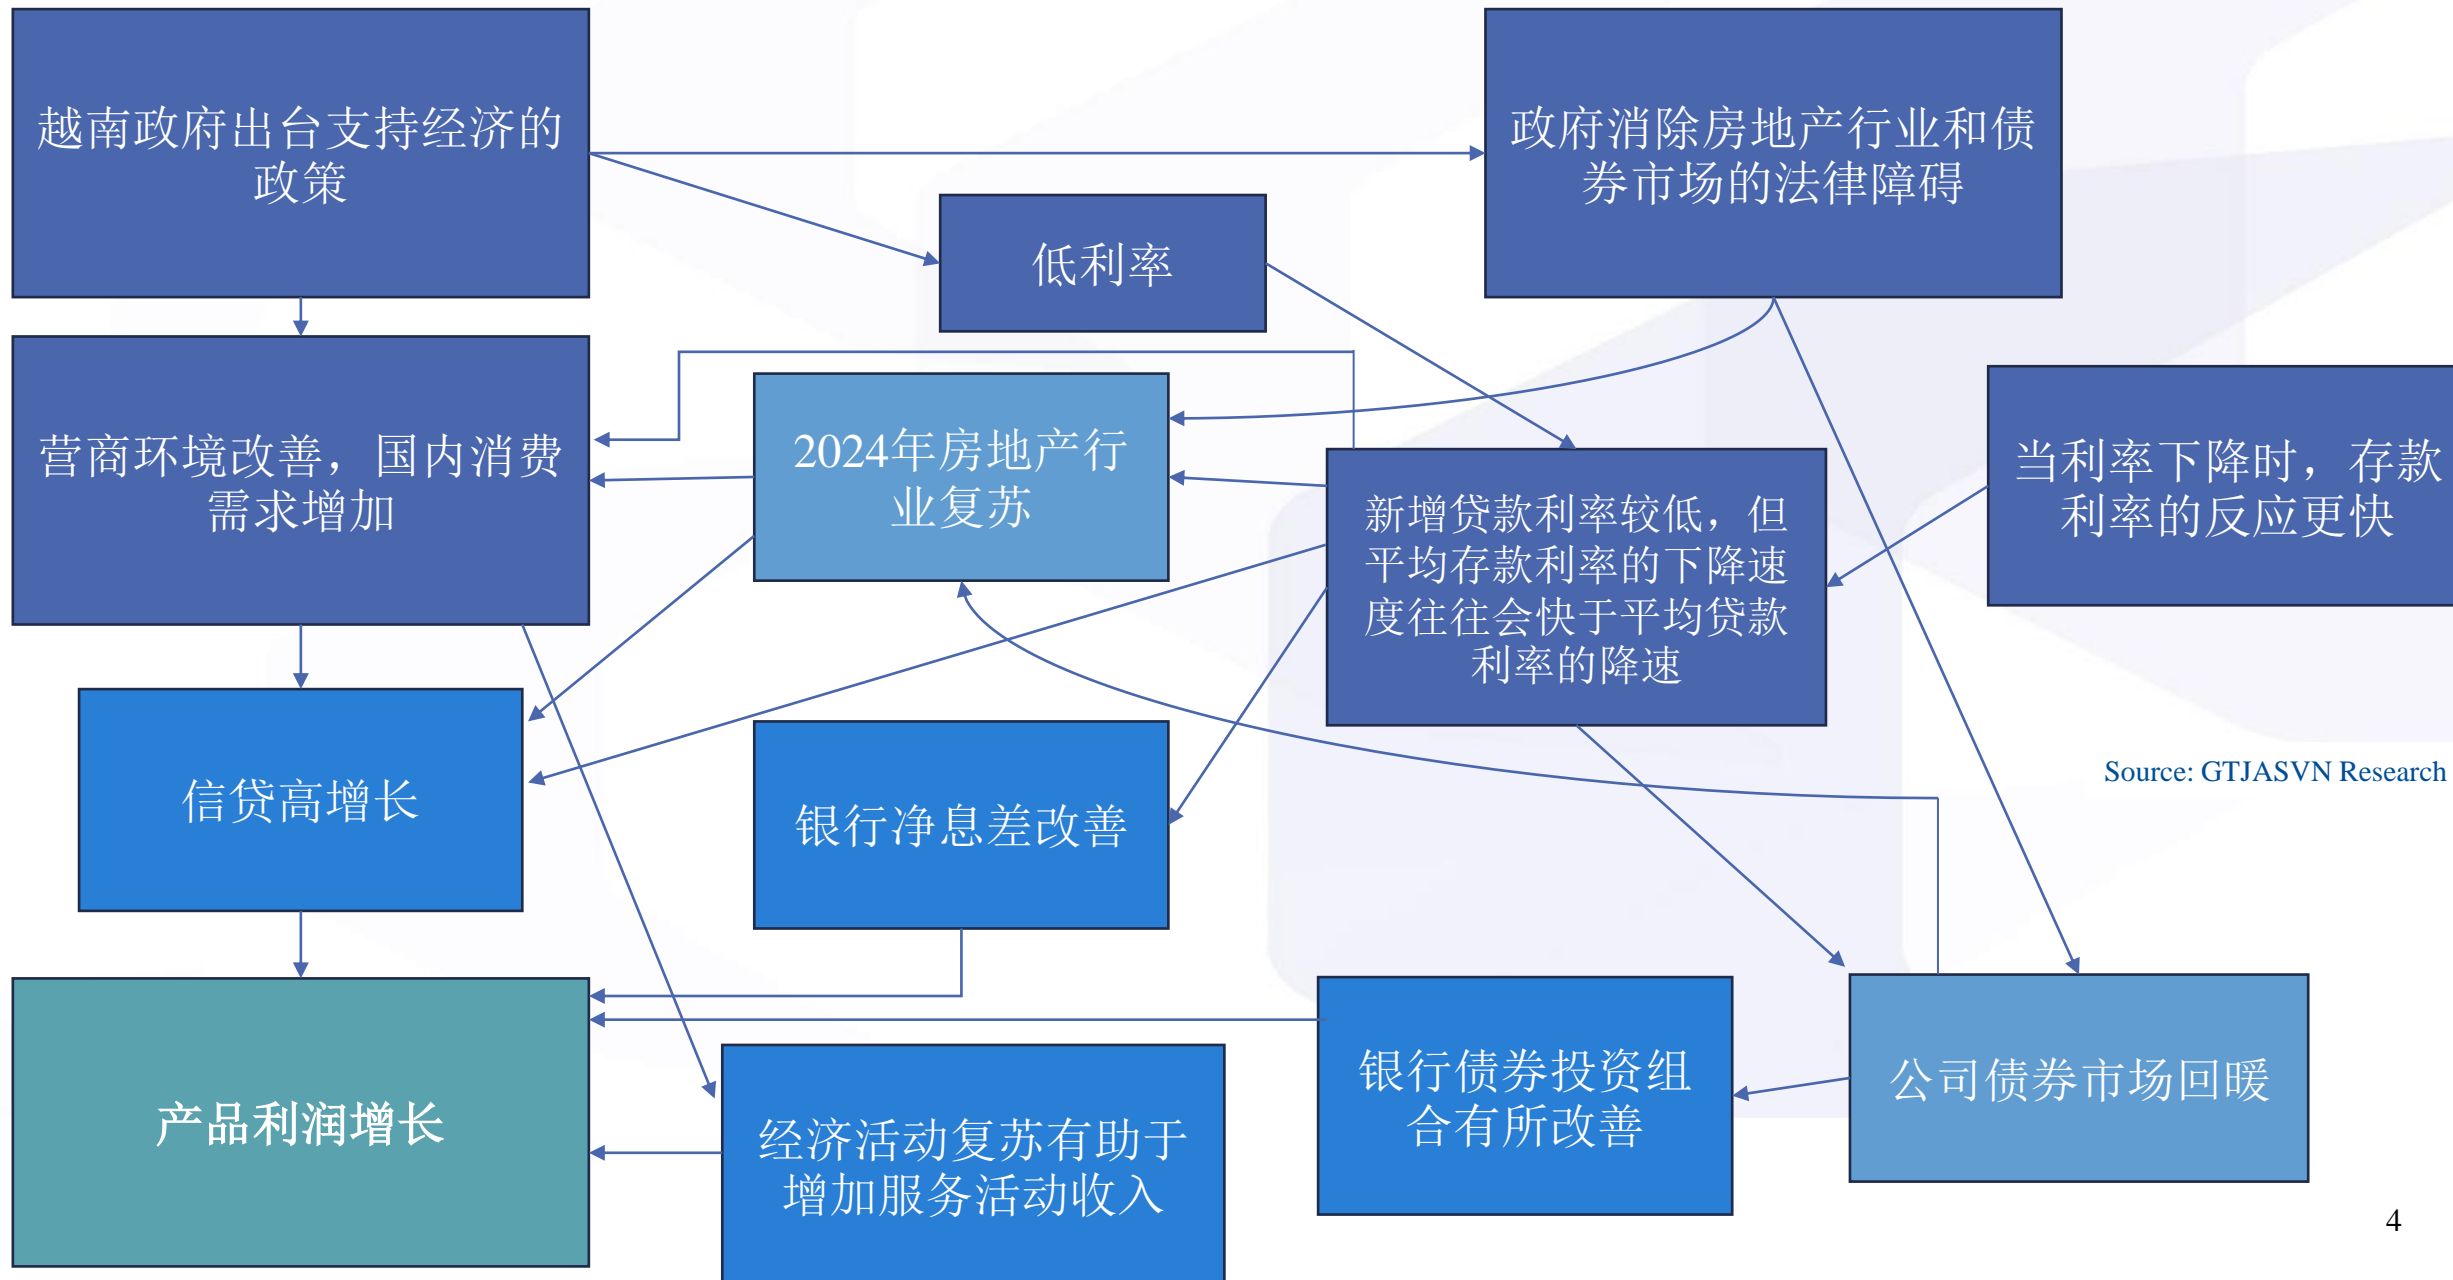 越南政府出台支持经济的
政策
政府消除房地产行业和债
券市场的法律障碍
低利率
营商环境改善，国内消费
需求增加
2024年房地产行
业复苏
新增贷款利率较低，但
平均存款利率的下降速
度往往会快于平均贷款
利率的降速
当利率下降时，存款
利率的反应更快
Source: GTJASVN Research
信贷高增长
银行净息差改善
产品利润增长
经济活动复苏有助于
增加服务活动收入
银行债券投资组
合有所改善
公司债券市场回暖
4